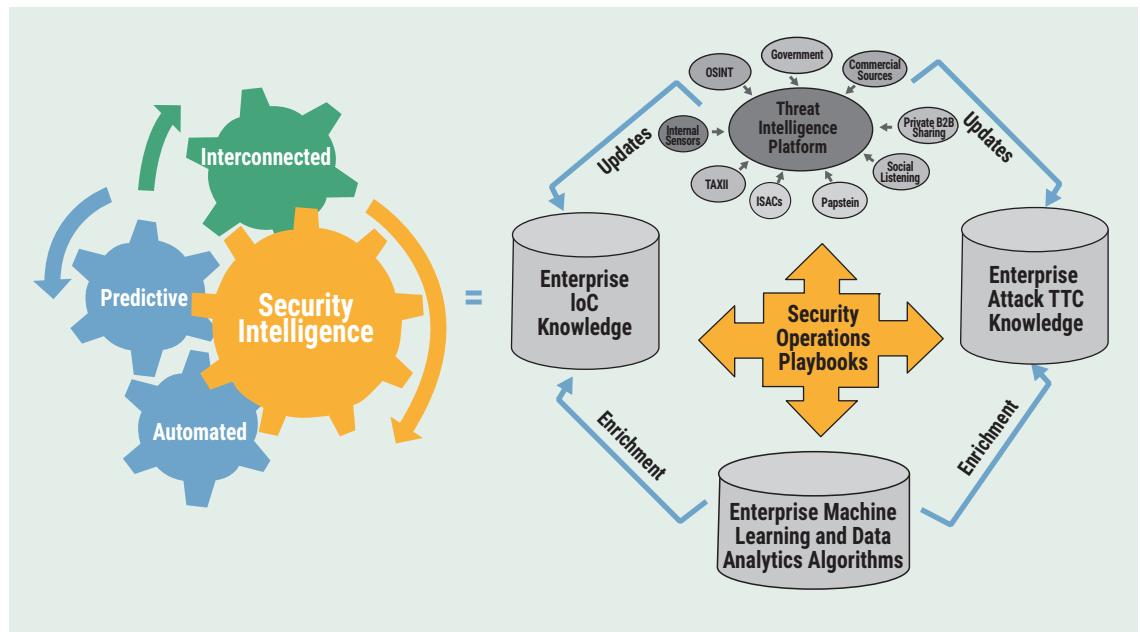 Interconnected
Predictive
Security
Intelligence
Automated
=
OSINT
Government
Commercial
Sources
Internal
Sensors
Threat
Intelligence
Platform
Private B2B
Sharing
TAXII
ISACs
Papstein
Social
Listening
Updates
Updates
Enterprise
IoC
Knowledge
Security
Operations
Playbooks
Enterprise
Attack TTC
Knowledge
Enrichment
Enrichment
Enterprise Machine
Learning and Data
Analytics Algorithms